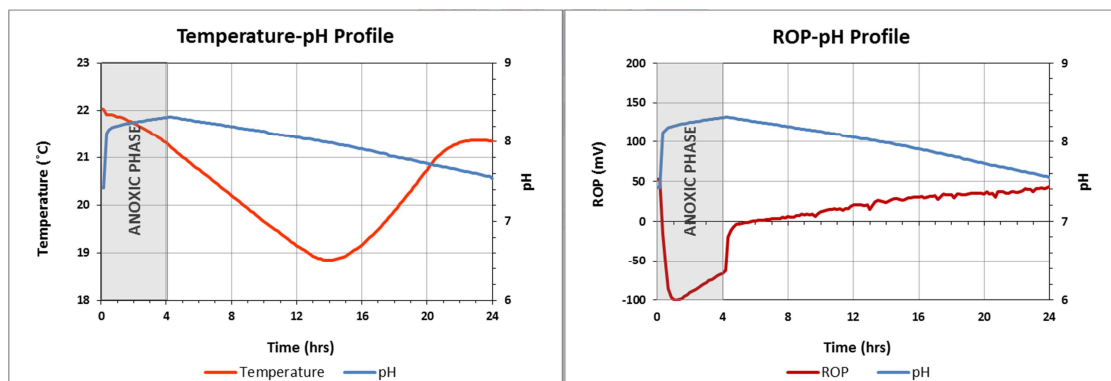 Temperature-pH Profile
23
22
21
20
19
18
Temperature (˚C)
ANOXIC PHASE
9
8
7
6
pH
0 4 8 12 16 20 24
Time (hrs)
Temperature pH
ROP-pH Profile
200
150
100
50
0
-50
-100
ROP (mV)
ANOXIC PHASE
9
8
7
6
pH
0 4 8 12 16 20 24
Time (hrs)
ROP pH